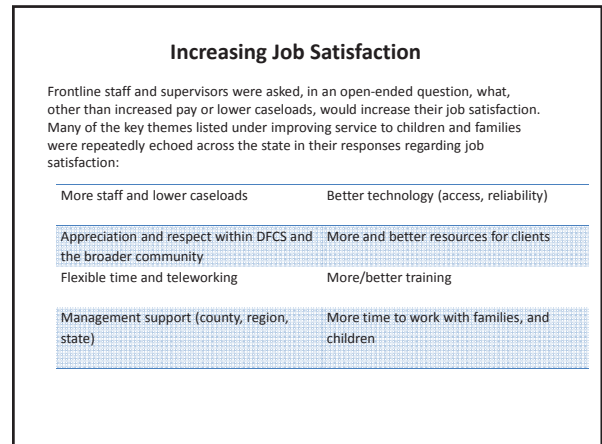 Increasing Job Satisfaction
Frontline staff and supervisors were asked, in an open-ended question, what,
other than increased pay or lower caseloads, would increase their job satisfaction.
Many of the key themes listed under improving service to children and families
were repeatedly echoed across the state in their responses regarding job
satisfaction:
More staff and lower caseloads
Better technology (access, reliability)
Appreciation and respect within DFCS and
the broader community
More and better resources for clients
Flexible time and teleworking
More/better training
Management support (county, region,
state)
More time to work with families, and
children